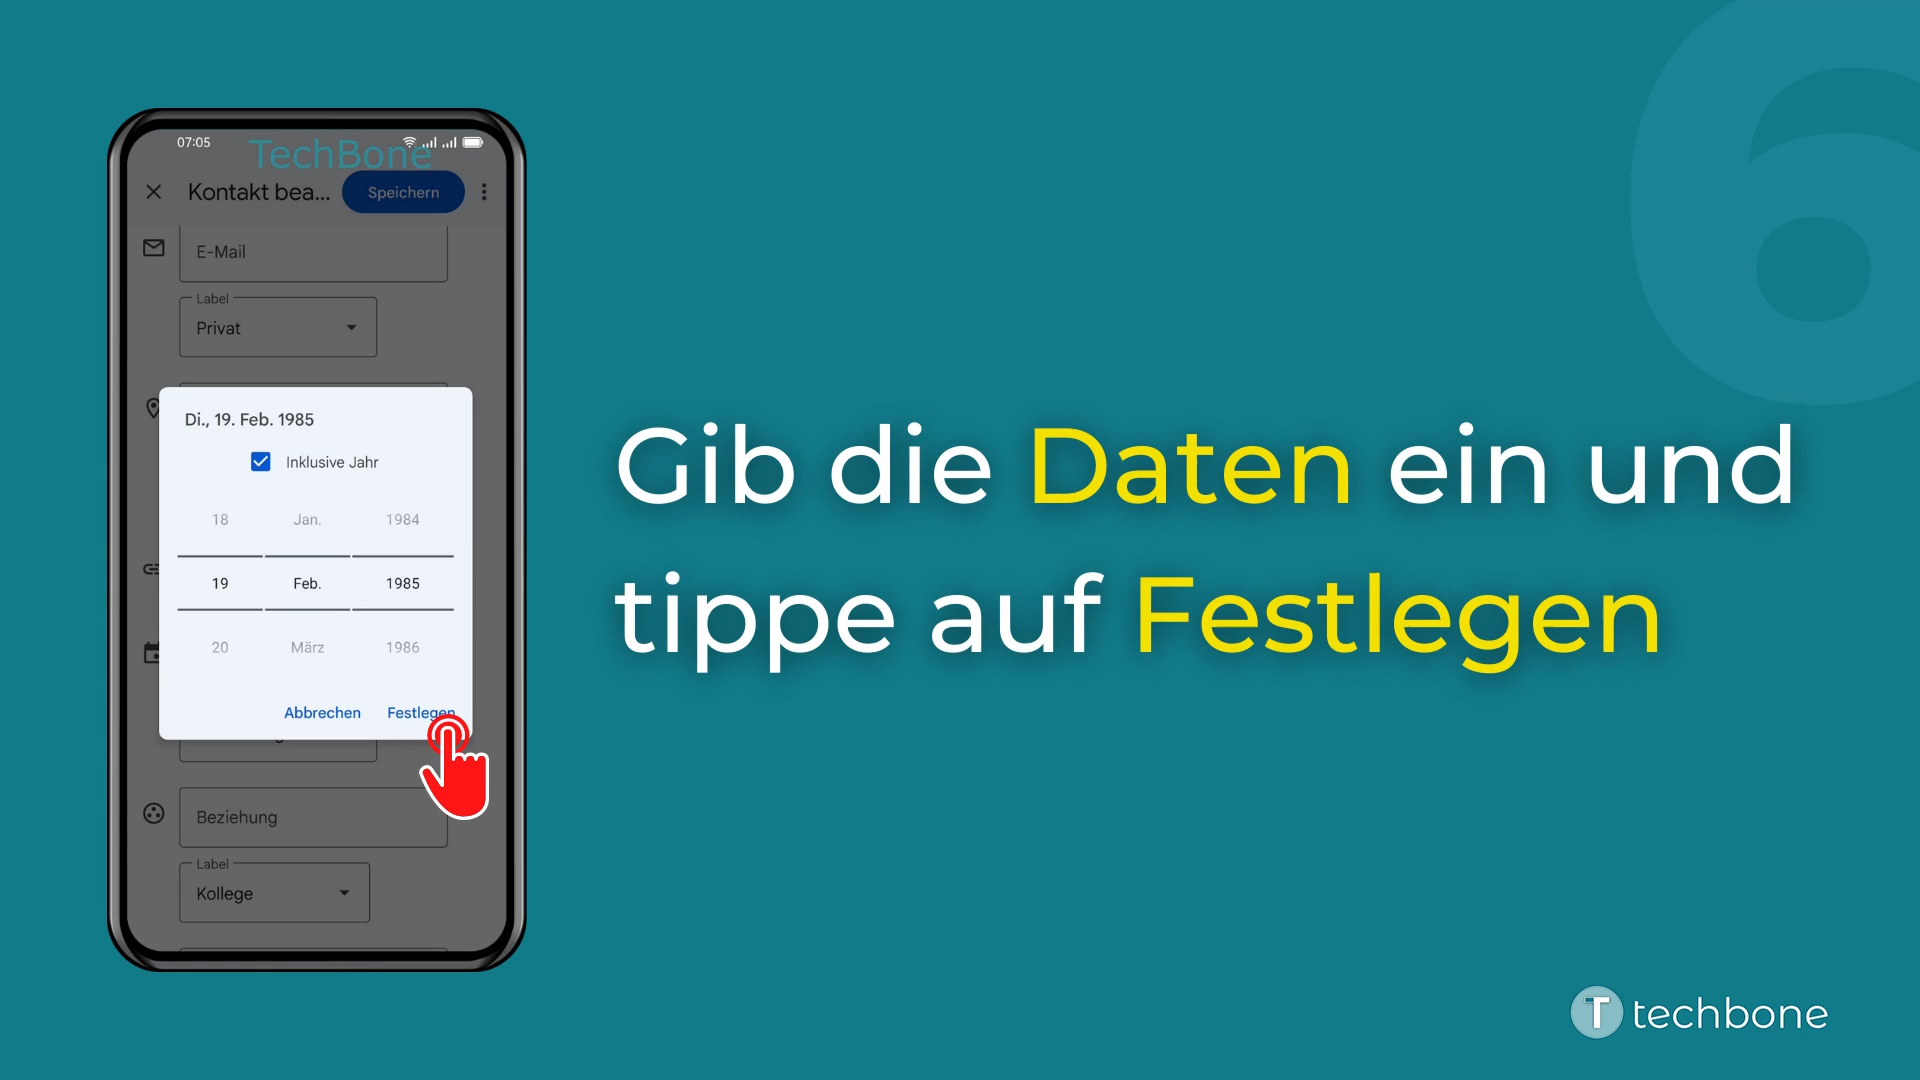 6
07:05
TechBone
Kontakt bea...
Speichern
E-Mail
Label
Privat
Di., 19. Feb. 1985
Inklusive Jahr
18 Jan. 1984
19 Feb. 1985
20 März 1986
Abbrechen Festlegen
Beziehung
Label
Kollege
Gib die Daten ein und
tippe auf Festlegen
T techbone